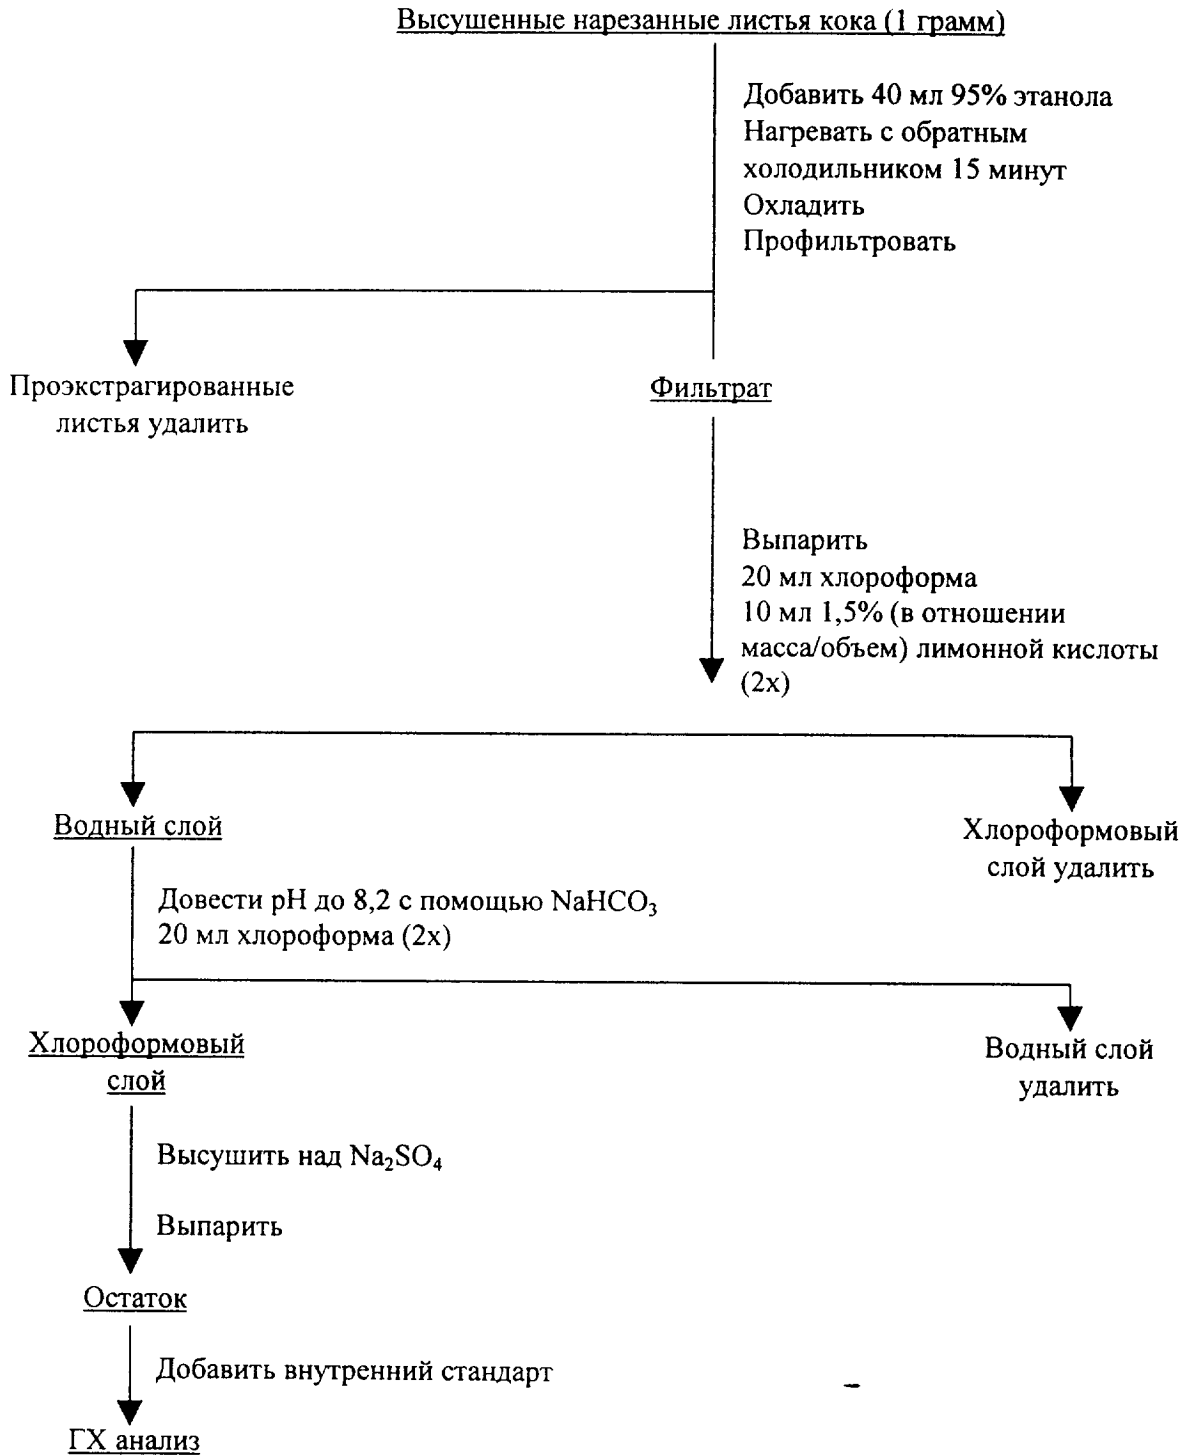 Высушенные нарезанные листья кока (1 грамм)
Добавить 40 мл 95% этанола
Нагревать с обратным
холодильником 15 минут
Охладить
Профильтровать
Проэкстрагированные
листья удалить
Фильтрат
Выпарить
20 мл хлороформа
10 мл 1,5% (в отношении
масса/объем) лимонной кислоты
(2х)
Водный слой
Хлороформовый
слой удалить
Довести pH до 8,2 с помощью NaHCO₃
20 мл хлороформа (2х)
Хлороформовый
слой
Водный слой
удалить
Высушить над Na₂SO₄
Выпарить
Остаток
Добавить внутренний стандарт
ГХ анализ